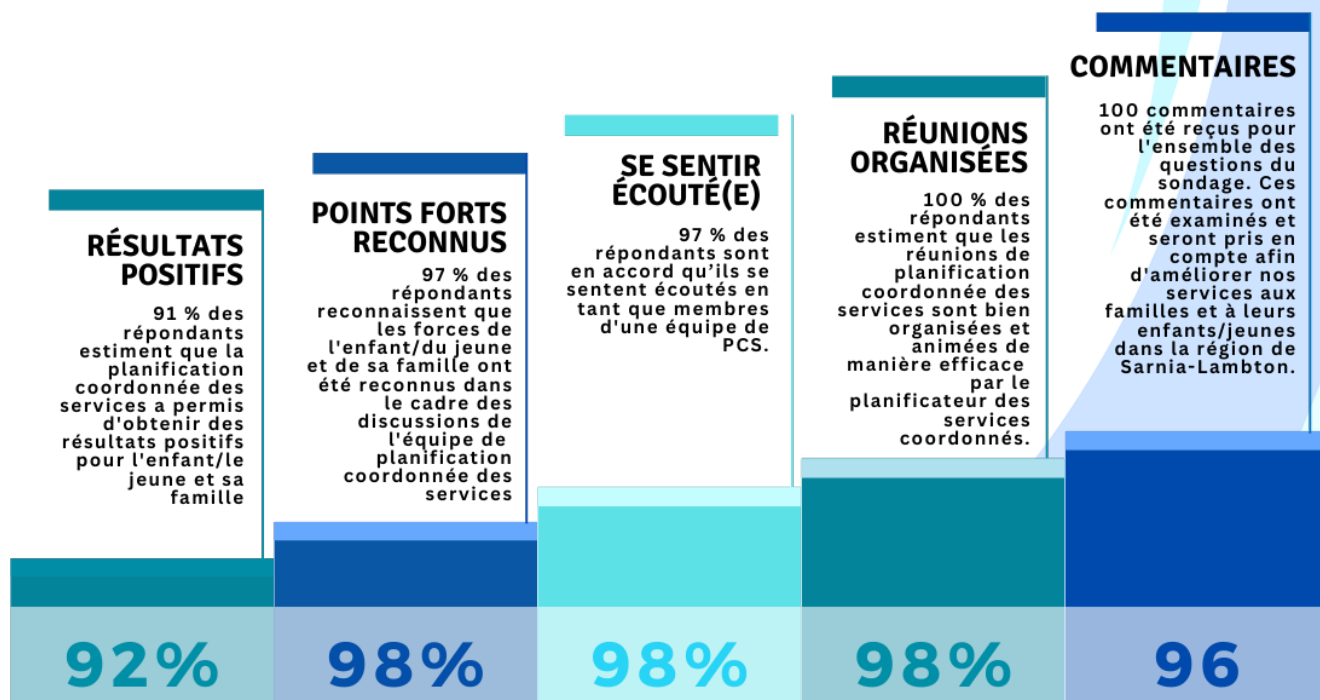 RÉSULTATS
POSITIFS
91 % des
répondants
estiment que la
planification
coordonnée des
services a permis
d'obtenir des
résultats positifs
pour l'enfant/le
jeune et sa
famille
92%
POINTS FORTS
RECONNUS
97 % des
répondants
reconnaissent que
les forces de
l'enfant/du jeune
et de sa famille ont
été reconnus dans
le cadre des
discussions de
l'équipe de
planification
coordonnée des
services
98%
SE SENTIR
ÉCOUTÉ(E)
97 % des
répondants sont
en accord qu’ils se
sentent écoutés en
tant que membres
d'une équipe de
PCS.
98%
RÉUNIONS
ORGANISÉES
100 % des
répondants
estiment que les
réunions de
planification
coordonnée des
services sont bien
organisées et
animées de
manière efficace
par le
planificateur des
services
coordonnés.
98%
COMMENTAIRES
100 commentaires
ont été reçus pour
l'ensemble des
questions du
sondage. Ces
commentaires ont
été examinés et
seront pris en
compte afin
d'améliorer nos
services aux
familles et à leurs
enfants/jeunes
dans la région de
Sarnia-Lambton.
96